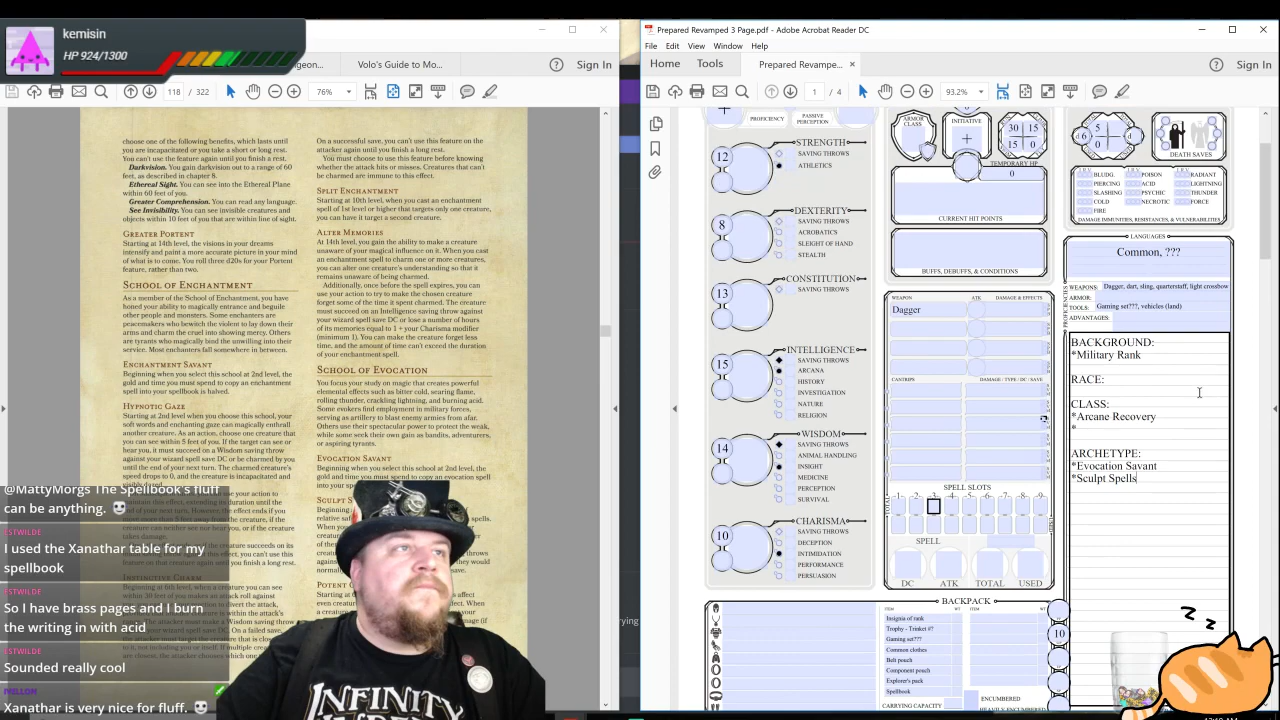 kemisin
HP 924/1300
geon...
Volo's Guide to Mo...
Sign In
118 / 322
76%
choose one of the following benefits, which lasts until
you are incapacitated or you take a short or long rest.
You can't use the feature again until you finish a rest.
Darkvision. You gain darkvision out to a range of 60
feet, as described in chapter 8.
Ethereal Sight. You can see into the Ethereal Plane
within 60 feet of you.
Greater Comprehension. You can read any language.
See Invisibility. You can see invisible creatures and
objects within 10 feet of you that are within line of sight.
GREATER PORTENT
Starting at 14th level, the visions in your dreams
intensify and paint a more accurate picture in your mind
of what is to come. You roll three d20s for your Portent
feature, rather than two.
SCHOOL OF ENCHANTMENT
As a member of the School of Enchantment, you have
honed your ability to magically entrance and beguile
other people and monsters. Some enchanters are
peacemakers who bewitch the violent to lay down their
arms and charm the cruel into showing mercy. Others
are tyrants who magically bind the unwilling into their
service. Most enchanters fall somewhere in between.
ENCHANTMENT SAVANT
Beginning when you select this school at 2nd level, the
gold and time you must spend to copy an enchantment
spell into your spellbook is halved.
HYPNOTIC GAZE
Starting at 2nd level when you choose this school, your
soft words and enchanting gaze can magically enthrall
another creature. As an action, choose one creature
that you can see within 5 feet of you. If the target can see or
hear you, it must succeed on a Wisdom saving throw
against your wizard spell save DC or be charmed by you
until the end of your next turn. The charmed creature's
speed drops to 0, and the creature is incapacitated and
On a successful save, you can't use this feature on the
attacker again until you finish a long rest.
You must choose to use this feature before knowing
whether the attack hits or misses. Creatures that can't
be charmed are immune to this effect.
SPLIT ENCHANTMENT
Starting at 10th level, when you cast an enchantment
spell of 1st level or higher that targets only one creature,
you can have it target a second creature.
ALTER MEMORIES
At 14th level, you gain the ability to make a creature
unaware of your magical influence on it. When you cast
an enchantment spell to charm one or more creatures,
you can alter one creature's understanding so that it
remains unaware of being charmed.
Additionally, once before the spell expires, you can
use your action to try to make the chosen creature
forget some of the time it spent charmed. The creature
must succeed on an Intelligence saving throw against
your wizard spell save DC or lose a number of hours
of its memories equal to 1 + your Charisma modifier
(minimum 1). You can make the creature forget less
time, and the amount of time can't exceed the duration
of your enchantment spell.
SCHOOL OF EVOCATION
You focus your study on magic that creates powerful
elemental effects such as bitter cold, searing flame,
rolling thunder, crackling lightning, and burning acid.
Some evokers find employment in military forces,
serving as artillery to blast enemy armies from afar.
Others use their spectacular power to protect the weak,
while some seek their own gain as bandits, adventurers,
or aspiring tyrants.
EVOCATION SAVANT
Beginning when you select this school at 2nd level, the
gold and time you must spend to copy an evocation
@MattyMorgs The Spellbook's fluff
can be anything.
ESTWILDE
I used the Xanathar table for my
spellbook
ESTWILDE
So I have brass pages and I burn
the writing in with acid
ESTWILDE
Sounded really cool
Xanathar is very nice for fluff.
INFINITY
Prepared Revamped 3 Page.pdf - Adobe Acrobat Reader DC
File Edit View Window Help
Home Tools Prepared Revampe...
Sign In
1 / 4
93.2%
PROFICIENCY
PASSIVE
PERCEPTION
12
STRENGTH
SAVING THROWS
ATHLETICS
8
DEXTERITY
SAVING THROWS
ACROBATICS
SLEIGHT OF HAND
STEALTH
13
CONSTITUTION
SAVING THROWS
15
INTELLIGENCE
SAVING THROWS
ARCANA
HISTORY
INVESTIGATION
NATURE
RELIGION
14
WISDOM
SAVING THROWS
ANIMAL HANDLING
INSIGHT
MEDICINE
PERCEPTION
SURVIVAL
10
CHARISMA
SAVING THROWS
DECEPTION
INTIMIDATION
PERFORMANCE
PERSUASION
ARMOR
CLASS
INITIATIVE
+
30 15
15 0
TEMPORARY HP
0
CURRENT HIT POINTS
BUFFS, DEBUFFS, & CONDITIONS
d 6 5 d
0
DEATH SAVES
BLUDG. POISON RADIANT
PIERCING ACID LIGHTNING
SLASHING PSYCHIC THUNDER
COLD NECROTIC FORCE
FIRE
DAMAGE IMMUNITIES, RESISTANCES, & VULNERABILITIES
WEAPON ATK DAMAGE & EFFECTS
Dagger
CANTRIPS DAMAGE / TYPE / DC / SAVE
SPELL SLOTS
1 2 3 4 5 6 7 8 9
SPELL
DC ATK TOTAL USED
LANGUAGES
Common, ???
WEAPONS: Dagger, dart, sling, quarterstaff, light crossbow
ARMOR:
TOOLS: Gaming set???, vehicles (land)
ADVANTAGES:
BACKGROUND:
*Military Rank
RACE:
*
CLASS:
*Arcane Recovery
*
ARCHETYPE:
*Evocation Savant
*Sculpt Spells
BACKPACK
ITEM WT ITEM WT
Insignia of rank
Trophy - Trinket #?
Gaming set???
Common clothes
Belt pouch
Component pouch
Explorer's pack
Spellbook
CARRYING CAPACITY
ENCUMBERED
10
z
z